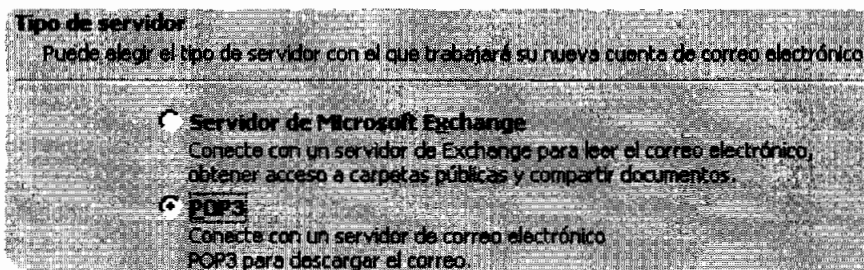 Tipo de servidor
Puede elegir el tipo de servidor con el que trabajará su nueva cuenta de correo electrónico
Servidor de Microsoft Exchange
Conecte con un servidor de Exchange para leer el correo electrónico,
obtener acceso a carpetas públicas y compartir documentos.
POP3
Conecte con un servidor de correo electrónico
POP3 para descargar el correo.